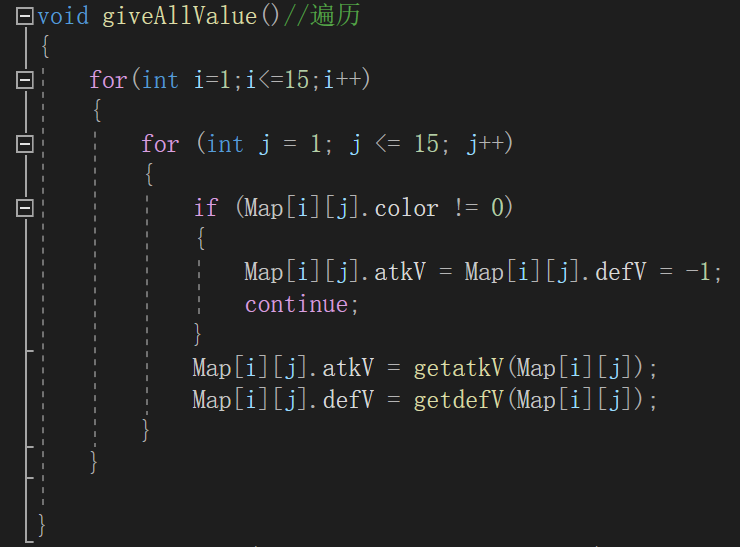 void giveAllValue()//遍历
{
for(int i=1;i<=15;i++)
{
for (int j = 1; j <= 15; j++)
{
if (Map[i][j].color != 0)
{
Map[i][j].atkV = Map[i][j].defV = -1;
continue;
}
Map[i][j].atkV = getatkV(Map[i][j]);
Map[i][j].defV = getdefV(Map[i][j]);
}
}
}